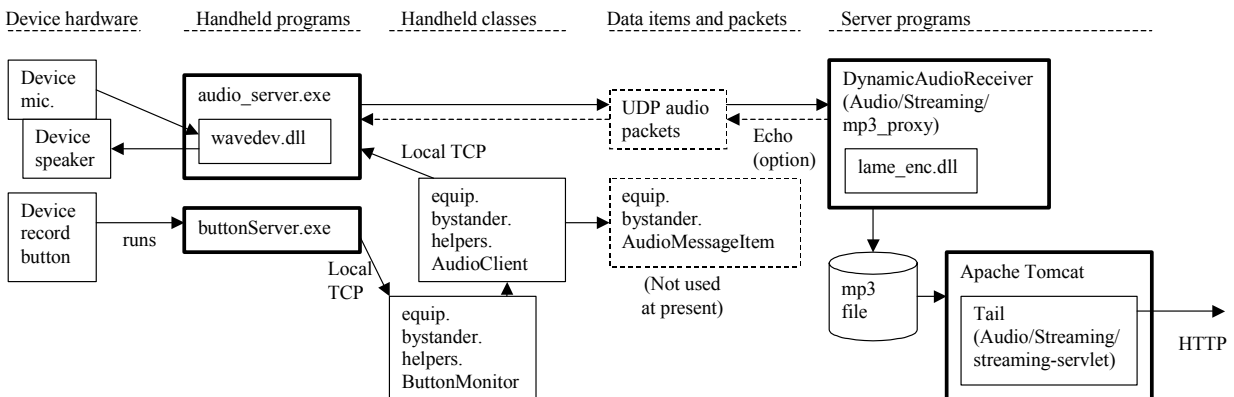 Device hardware
Handheld programs
Handheld classes
Data items and packets
Server programs
Device
mic.
Device
speaker
audio_server.exe
wavedev.dll
UDP audio
packets
DynamicAudioReceiver
(Audio/Streaming/
mp3_proxy)
lame_enc.dll
Echo
(option)
Local TCP
Device
record
button
runs
buttonServer.exe
Local
TCP
equip.
bystander.
helpers.
AudioClient
equip.
bystander.
AudioMessageItem
(Not used
at present)
equip.
bystander.
helpers.
ButtonMonitor
mp3
file
Apache Tomcat
Tail
(Audio/Streaming/
streaming-servlet)
HTTP